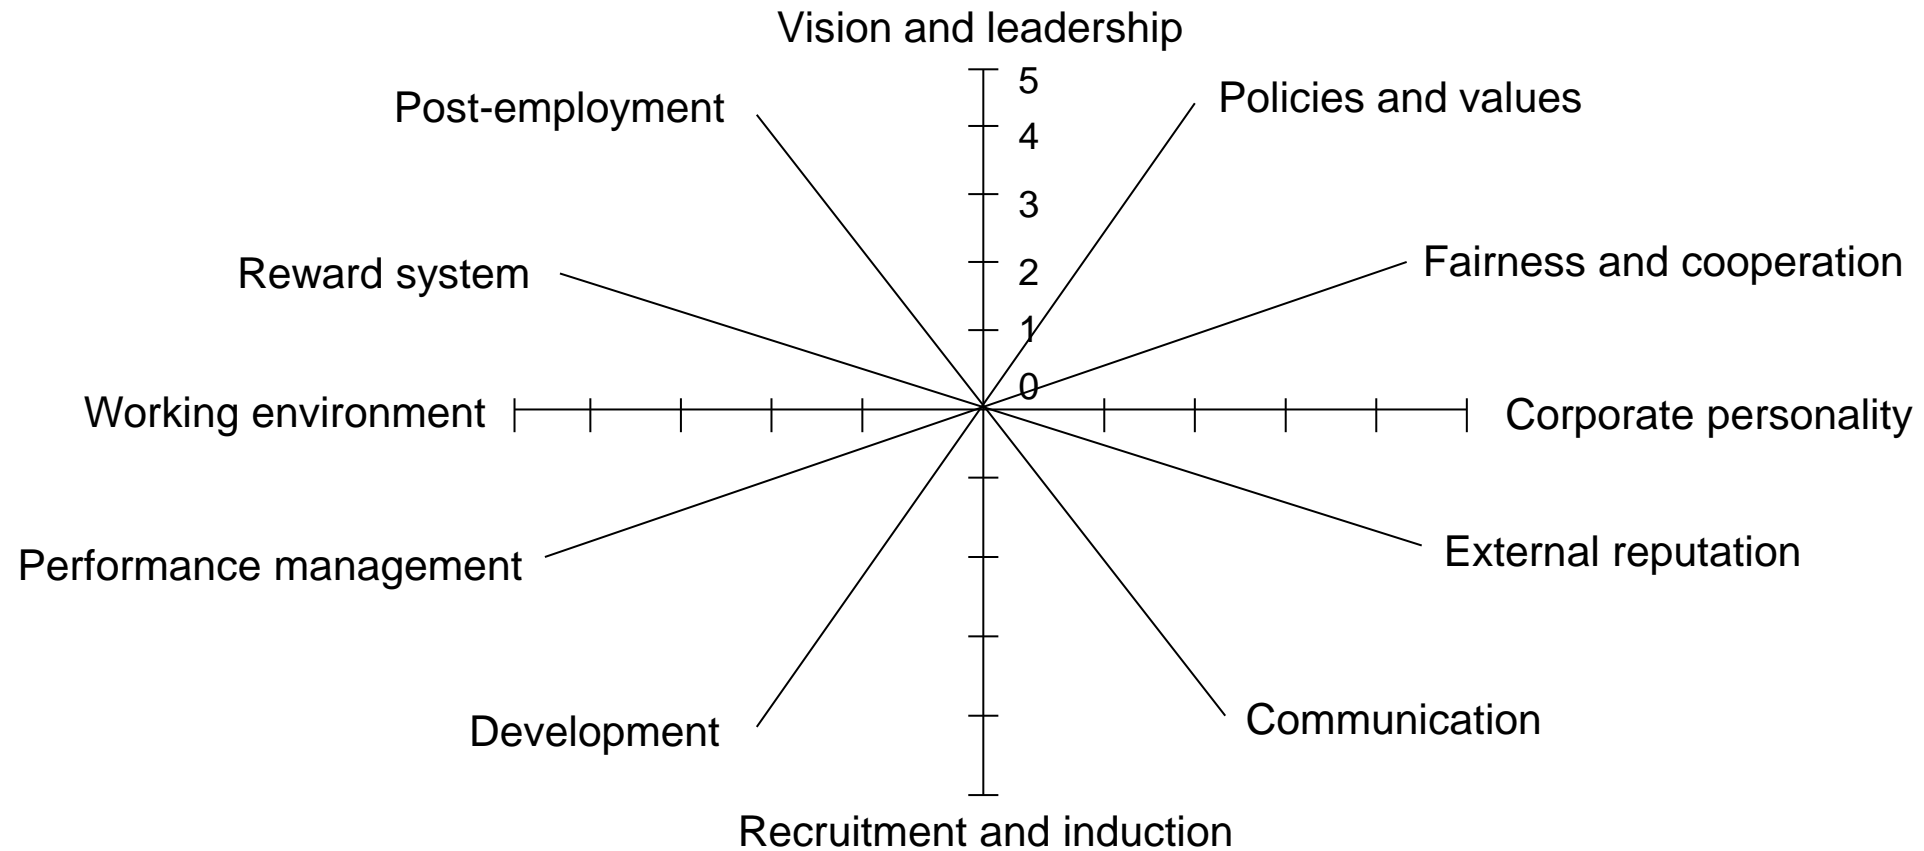 Vision and leadership
5
Policies and values
Post-employment
4
3
Fairness and cooperation
Reward system
2
1
0
Working environment
Corporate personality
External reputation
Performance management
Communication
Development
Recruitment and induction